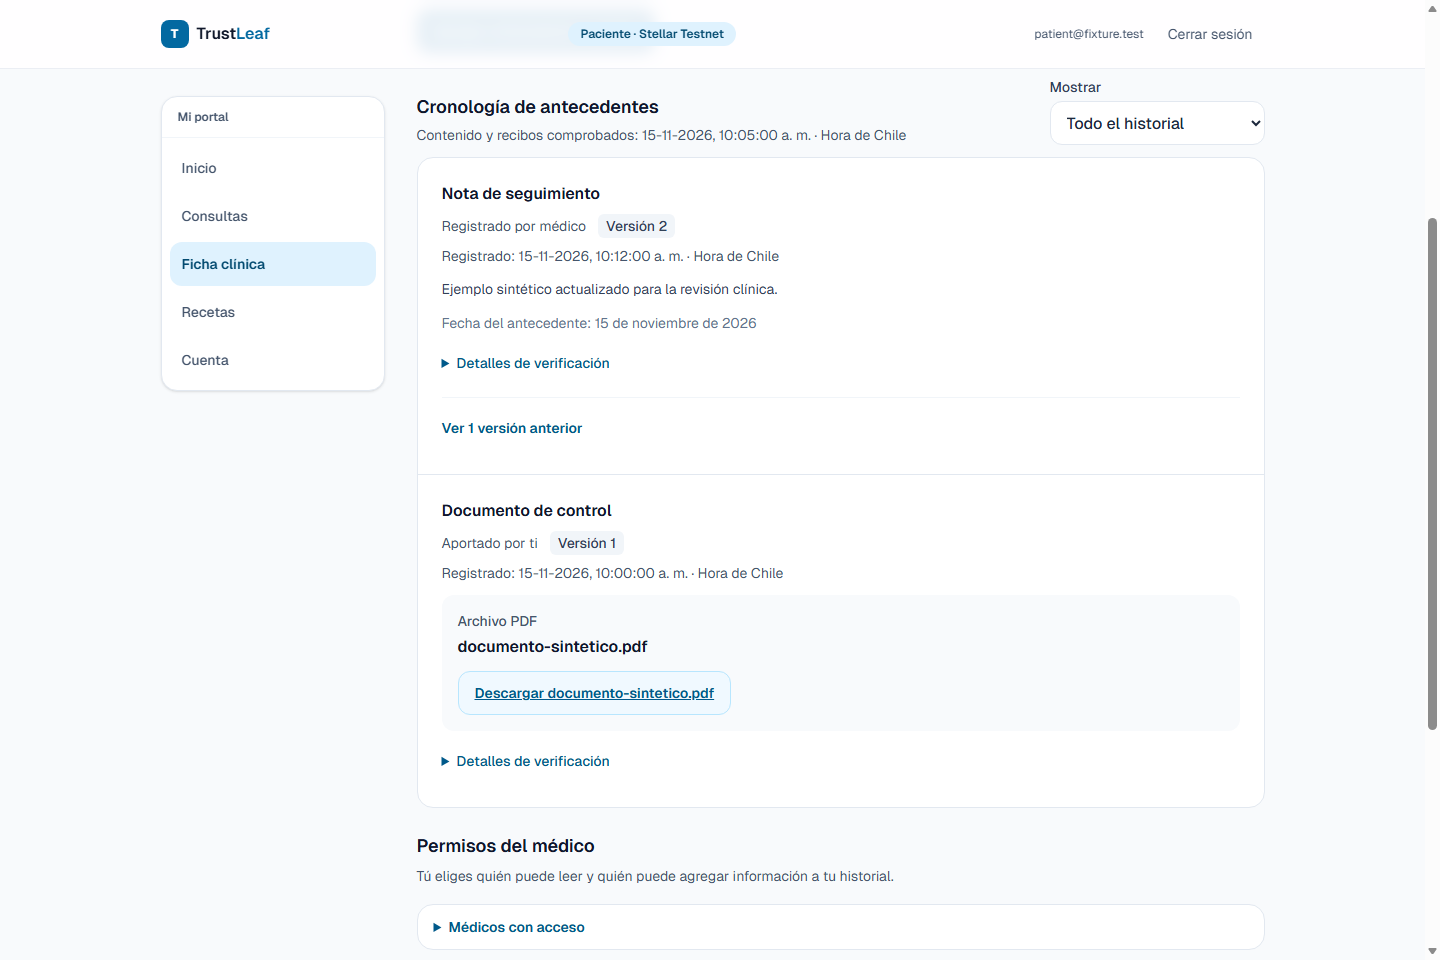 T TrustLeaf
Paciente · Stellar Testnet
patient@fixture.test
Cerrar sesión
Mi portal
Inicio
Consultas
Ficha clínica
Recetas
Cuenta
Cronología de antecedentes
Contenido y recibos comprobados: 15-11-2026, 10:05:00 a. m. · Hora de Chile
Mostrar
Todo el historial
Nota de seguimiento
Registrado por médico Versión 2
Registrado: 15-11-2026, 10:12:00 a. m. · Hora de Chile
Ejemplo sintético actualizado para la revisión clínica.
Fecha del antecedente: 15 de noviembre de 2026
Detalles de verificación
Ver 1 versión anterior
Documento de control
Aportado por ti Versión 1
Registrado: 15-11-2026, 10:00:00 a. m. · Hora de Chile
Archivo PDF
documento-sintetico.pdf
Descargar documento-sintetico.pdf
Detalles de verificación
Permisos del médico
Tú eliges quién puede leer y quién puede agregar información a tu historial.
Médicos con acceso